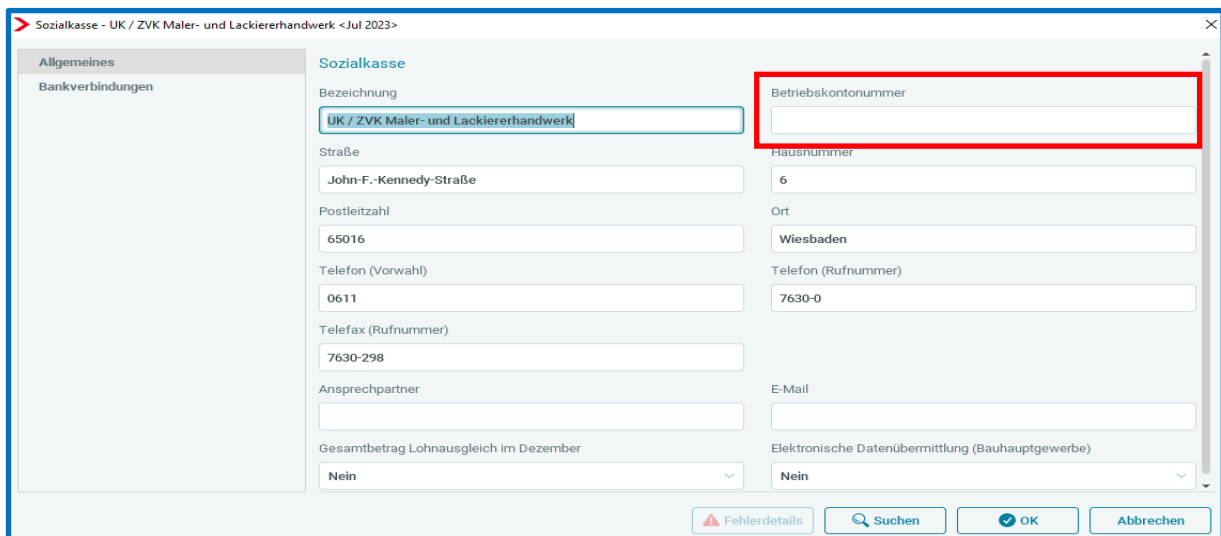 Sozialkasse - UK / ZVK Maler- und Lackiererhandwerk <Jul 2023>
Allgemeines
Bankverbindungen
Sozialkasse
Bezeichnung
Betriebskontonummer
UK / ZVK Maler- und Lackiererhandwerk
Straße
Hausnummer
John-F.-Kennedy-Straße
6
Postleitzahl
Ort
65016
Wiesbaden
Telefon (Vorwahl)
Telefon (Rufnummer)
0611
7630-0
Telefax (Rufnummer)
7630-298
Ansprechpartner
E-Mail
Gesamtbetrag Lohnausgleich im Dezember
Elektronische Datenübermittlung (Bauhauptgewerbe)
Nein
Nein
Fehlerdetails
Suchen
OK
Abbrechen